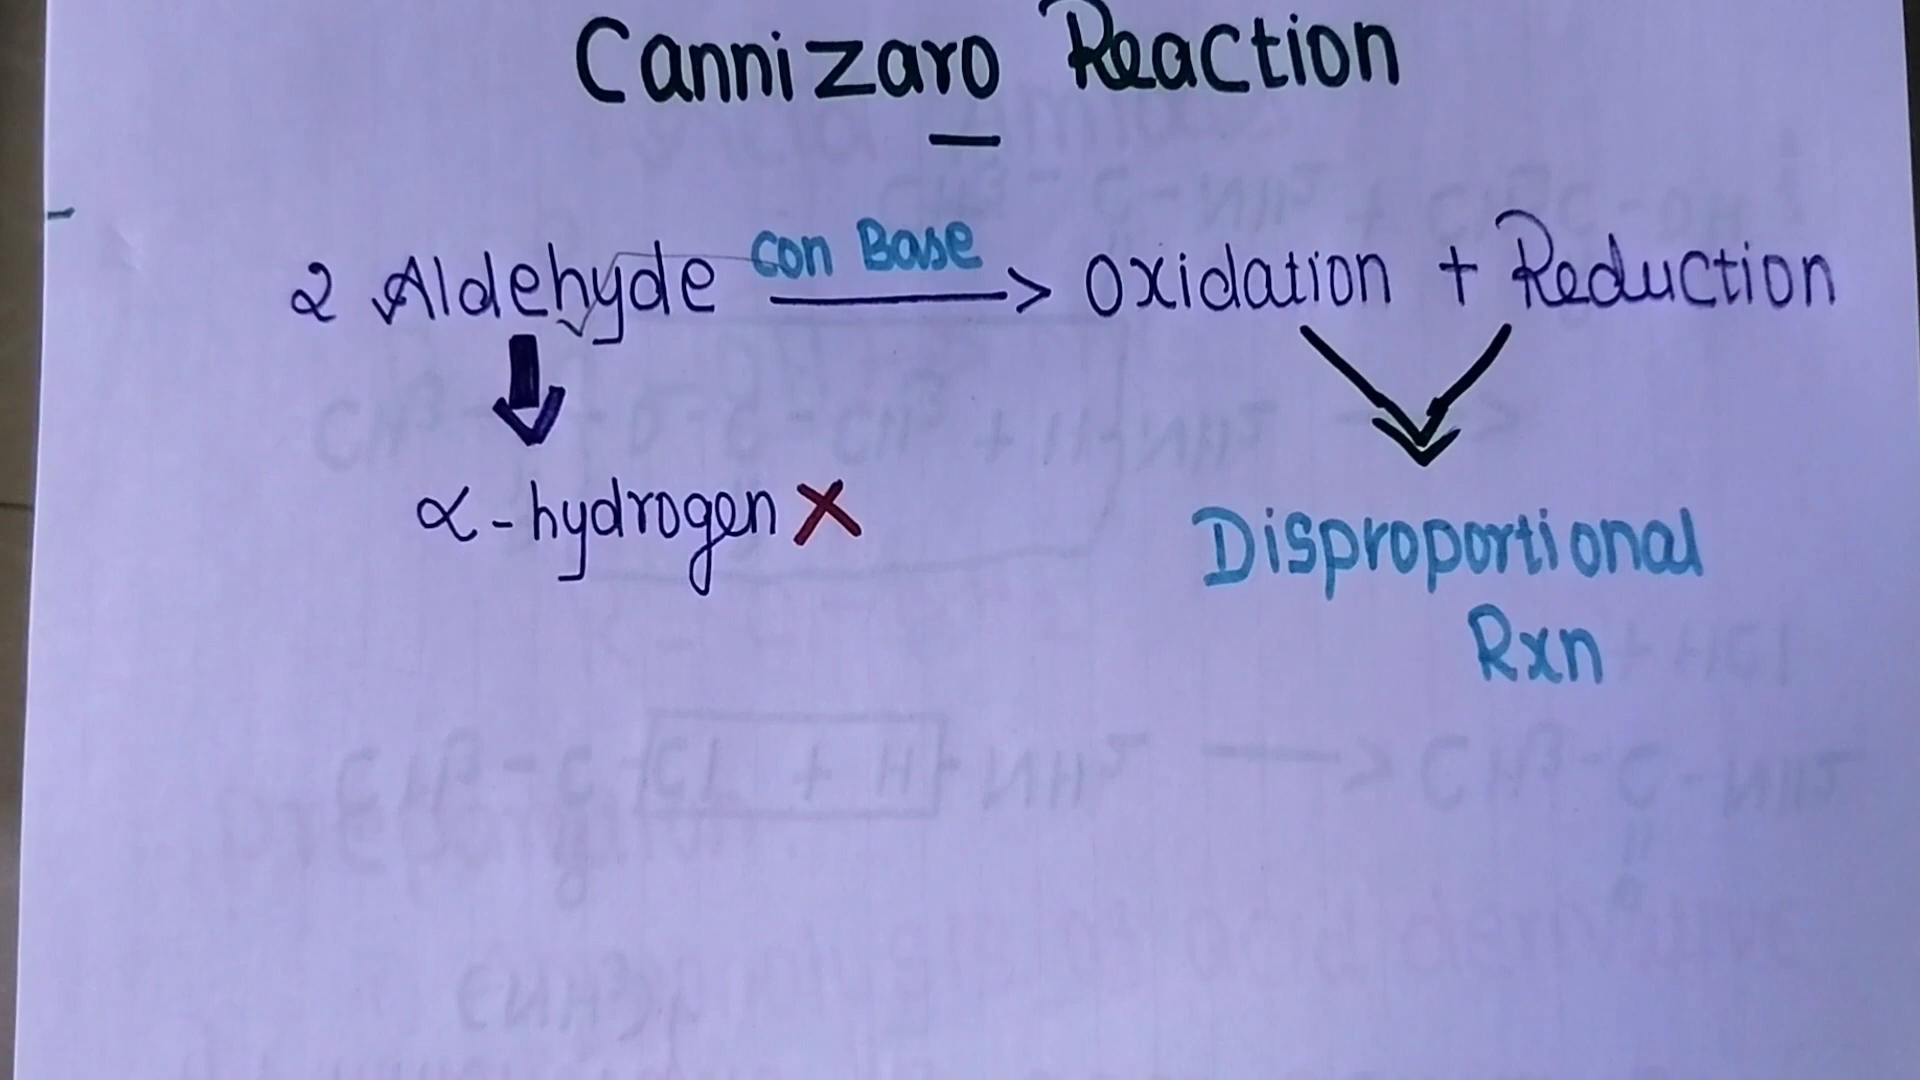 Cannizaro Reaction
2 Aldehyde con Base > Oxidation + Reduction
α-hydrogen X
Disproportional
Rxn